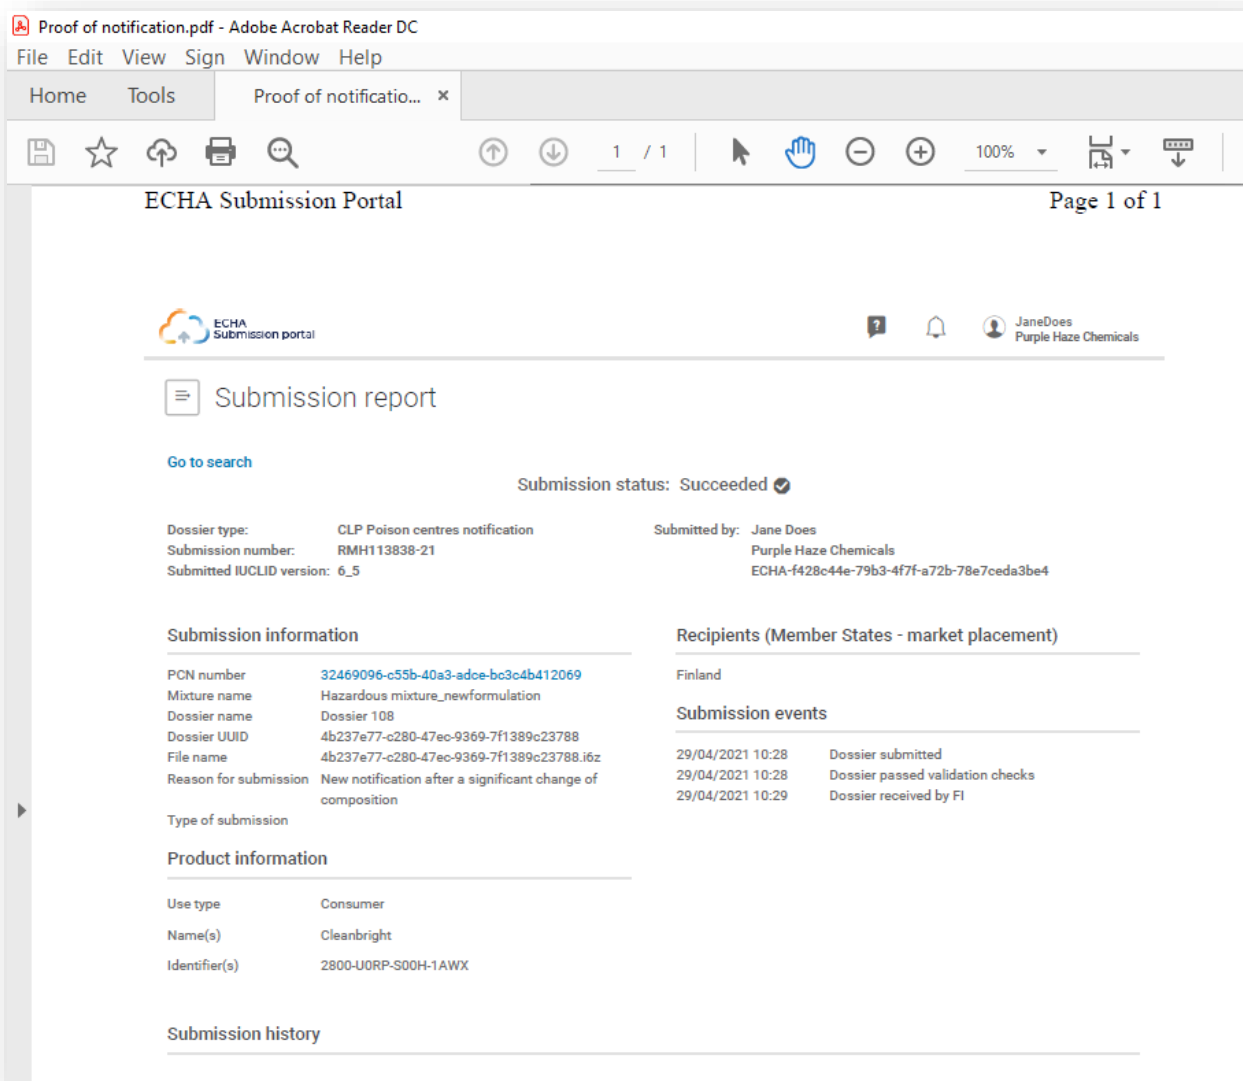 Proof of notification.pdf - Adobe Acrobat Reader DC
File Edit View Sign Window Help
Home Tools Proof of notificatio... ×
1 / 1 100%
ECHA Submission Portal Page 1 of 1
ECHA
Submission portal
?
JaneDoes
Purple Haze Chemicals
Submission report
Go to search
Submission status: Succeeded
Dossier type: CLP Poison centres notification
Submission number: RMH113838-21
Submitted IUCLID version: 6_5
Submitted by: Jane Does
Purple Haze Chemicals
ECHA-f428c44e-79b3-4f7f-a72b-78e7ceda3be4
Submission information
PCN number 32469096-c55b-40a3-adce-bc3c4b412069
Mixture name Hazardous mixture_newformulation
Dossier name Dossier 108
Dossier UUID 4b237e77-c280-47ec-9369-7f1389c23788
File name 4b237e77-c280-47ec-9369-7f1389c23788.i6z
Reason for submission New notification after a significant change of
composition
Type of submission
Recipients (Member States - market placement)
Finland
Submission events
29/04/2021 10:28 Dossier submitted
29/04/2021 10:28 Dossier passed validation checks
29/04/2021 10:29 Dossier received by FI
Product information
Use type Consumer
Name(s) Cleanbright
Identifier(s) 2800-U0RP-S00H-1AWX
Submission history